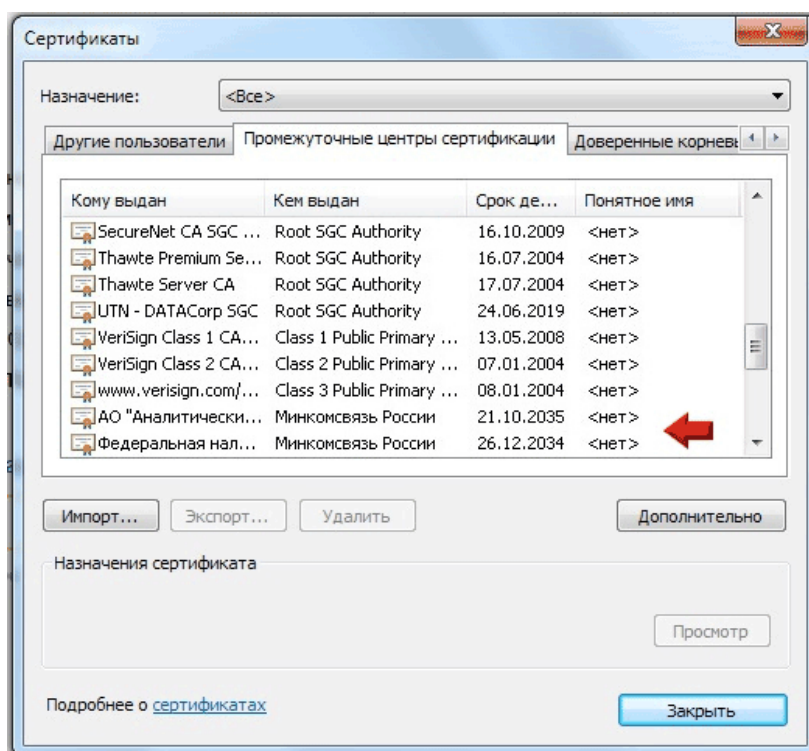 Сертификаты
Назначение: <Все>
Другие пользователи Промежуточные центры сертификации Доверенные корневы
Кому выдан Кем выдан Срок де... Понятное имя
SecureNet CA SGC ... Root SGC Authority 16.10.2009 <нет>
Thawte Premium Se... Root SGC Authority 16.07.2004 <нет>
Thawte Server CA Root SGC Authority 17.07.2004 <нет>
UTN - DATACorp SGC Root SGC Authority 24.06.2019 <нет>
VeriSign Class 1 CA... Class 1 Public Primary ... 13.05.2008 <нет>
VeriSign Class 2 CA... Class 2 Public Primary ... 07.01.2004 <нет>
www.verisign.com/... Class 3 Public Primary ... 08.01.2004 <нет>
АО "Аналитически... Минкомсвязь России 21.10.2035 <нет>
Федеральная нал... Минкомсвязь России 26.12.2034 <нет>
Импорт... Экспорт... Удалить Дополнительно
Назначения сертификата
Просмотр
Подробнее о сертификатах
Закрыть